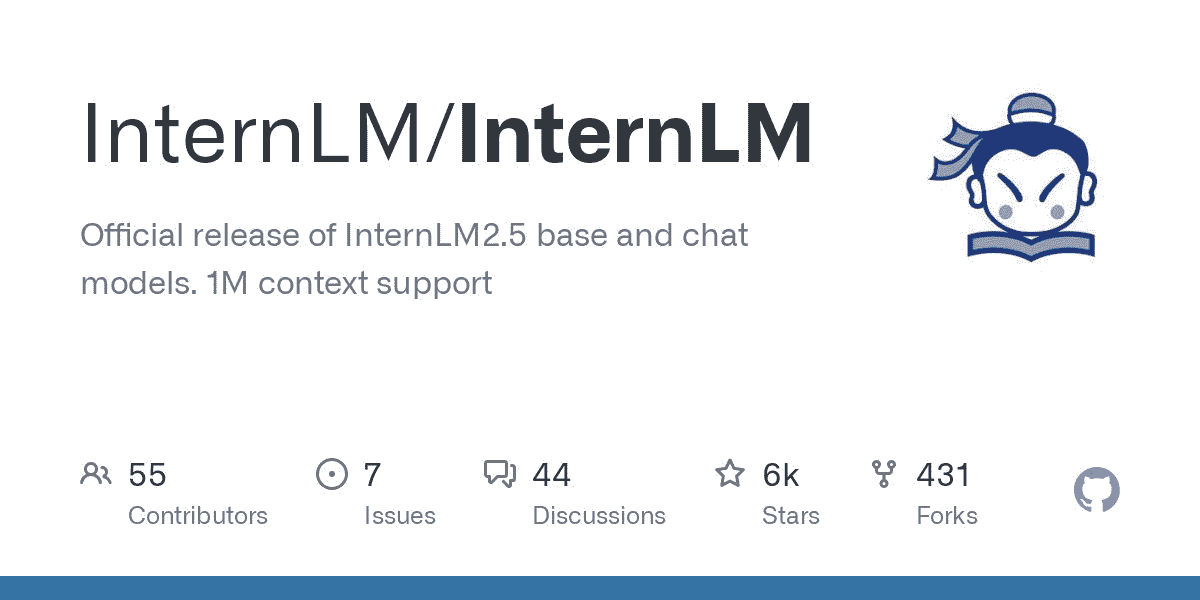 InternLM/InternLM
Official release of InternLM2.5 base and chat
models. 1M context support
55
Contributors
7
Issues
44
Discussions
6k
Stars
431
Forks